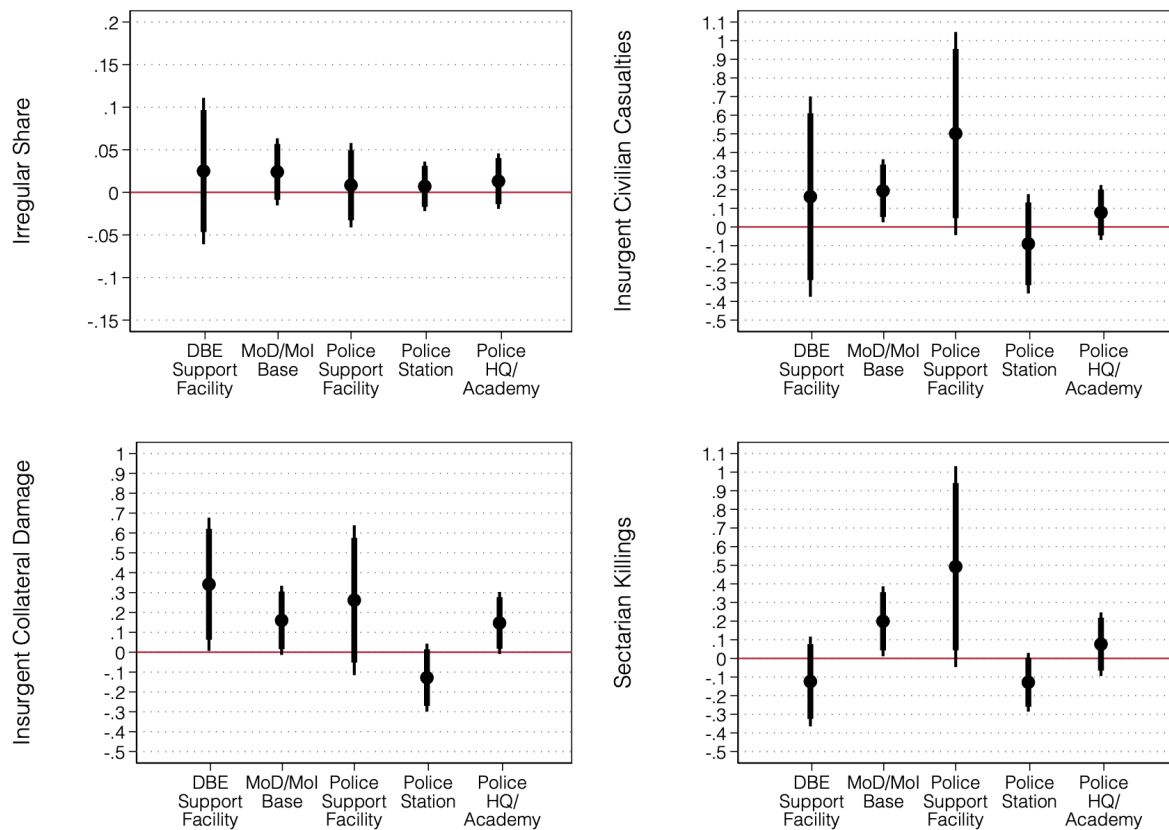 Irregular Share
.2
.15
.1
.05
0
-.05
-.1
-.15
DBE
Support
Facility
MoD/MoI
Base
Police
Support
Facility
Police
Station
Police
HQ/
Academy
Insurgent Civilian Casualties
1.1
1
.9
.8
.7
.6
.5
.4
.3
.2
.1
0
-.1
-.2
-.3
-.4
-.5
DBE
Support
Facility
MoD/MoI
Base
Police
Support
Facility
Police
Station
Police
HQ/
Academy
Insurgent Collateral Damage
1
.9
.8
.7
.6
.5
.4
.3
.2
.1
0
-.1
-.2
-.3
-.4
-.5
DBE
Support
Facility
MoD/MoI
Base
Police
Support
Facility
Police
Station
Police
HQ/
Academy
Sectarian Killings
1.1
1
.9
.8
.7
.6
.5
.4
.3
.2
.1
0
-.1
-.2
-.3
-.4
-.5
DBE
Support
Facility
MoD/MoI
Base
Police
Support
Facility
Police
Station
Police
HQ/
Academy